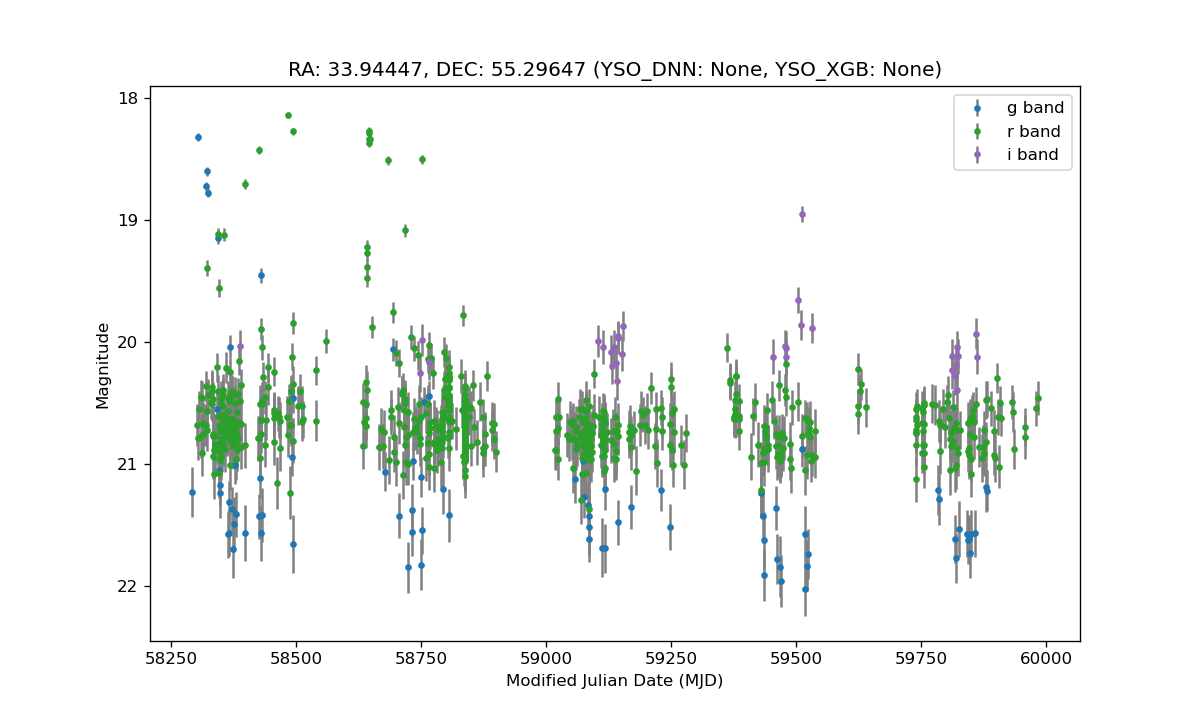 RA: 33.94447, DEC: 55.29647 (YSO_DNN: None, YSO_XGB: None)
18
19
20
21
22
Magnitude
g band
r band
i band
58250 58500 58750 59000 59250 59500 59750 60000
Modified Julian Date (MJD)